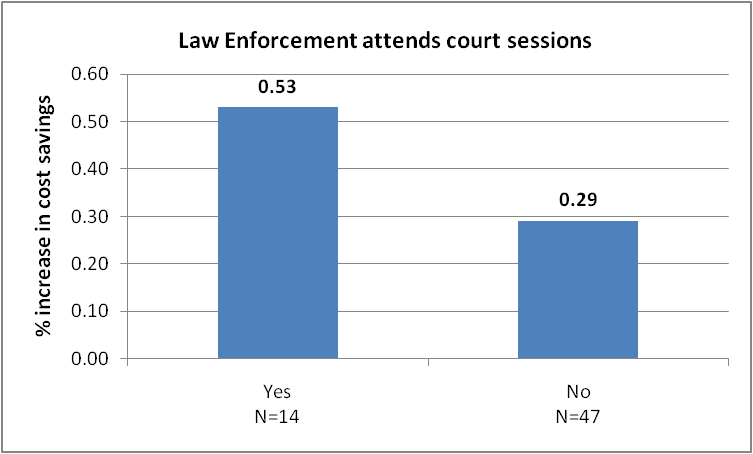 Law Enforcement attends court sessions
% increase in cost savings
0.60
0.50
0.40
0.30
0.20
0.10
0.00
0.53
0.29
Yes
N=14
No
N=47